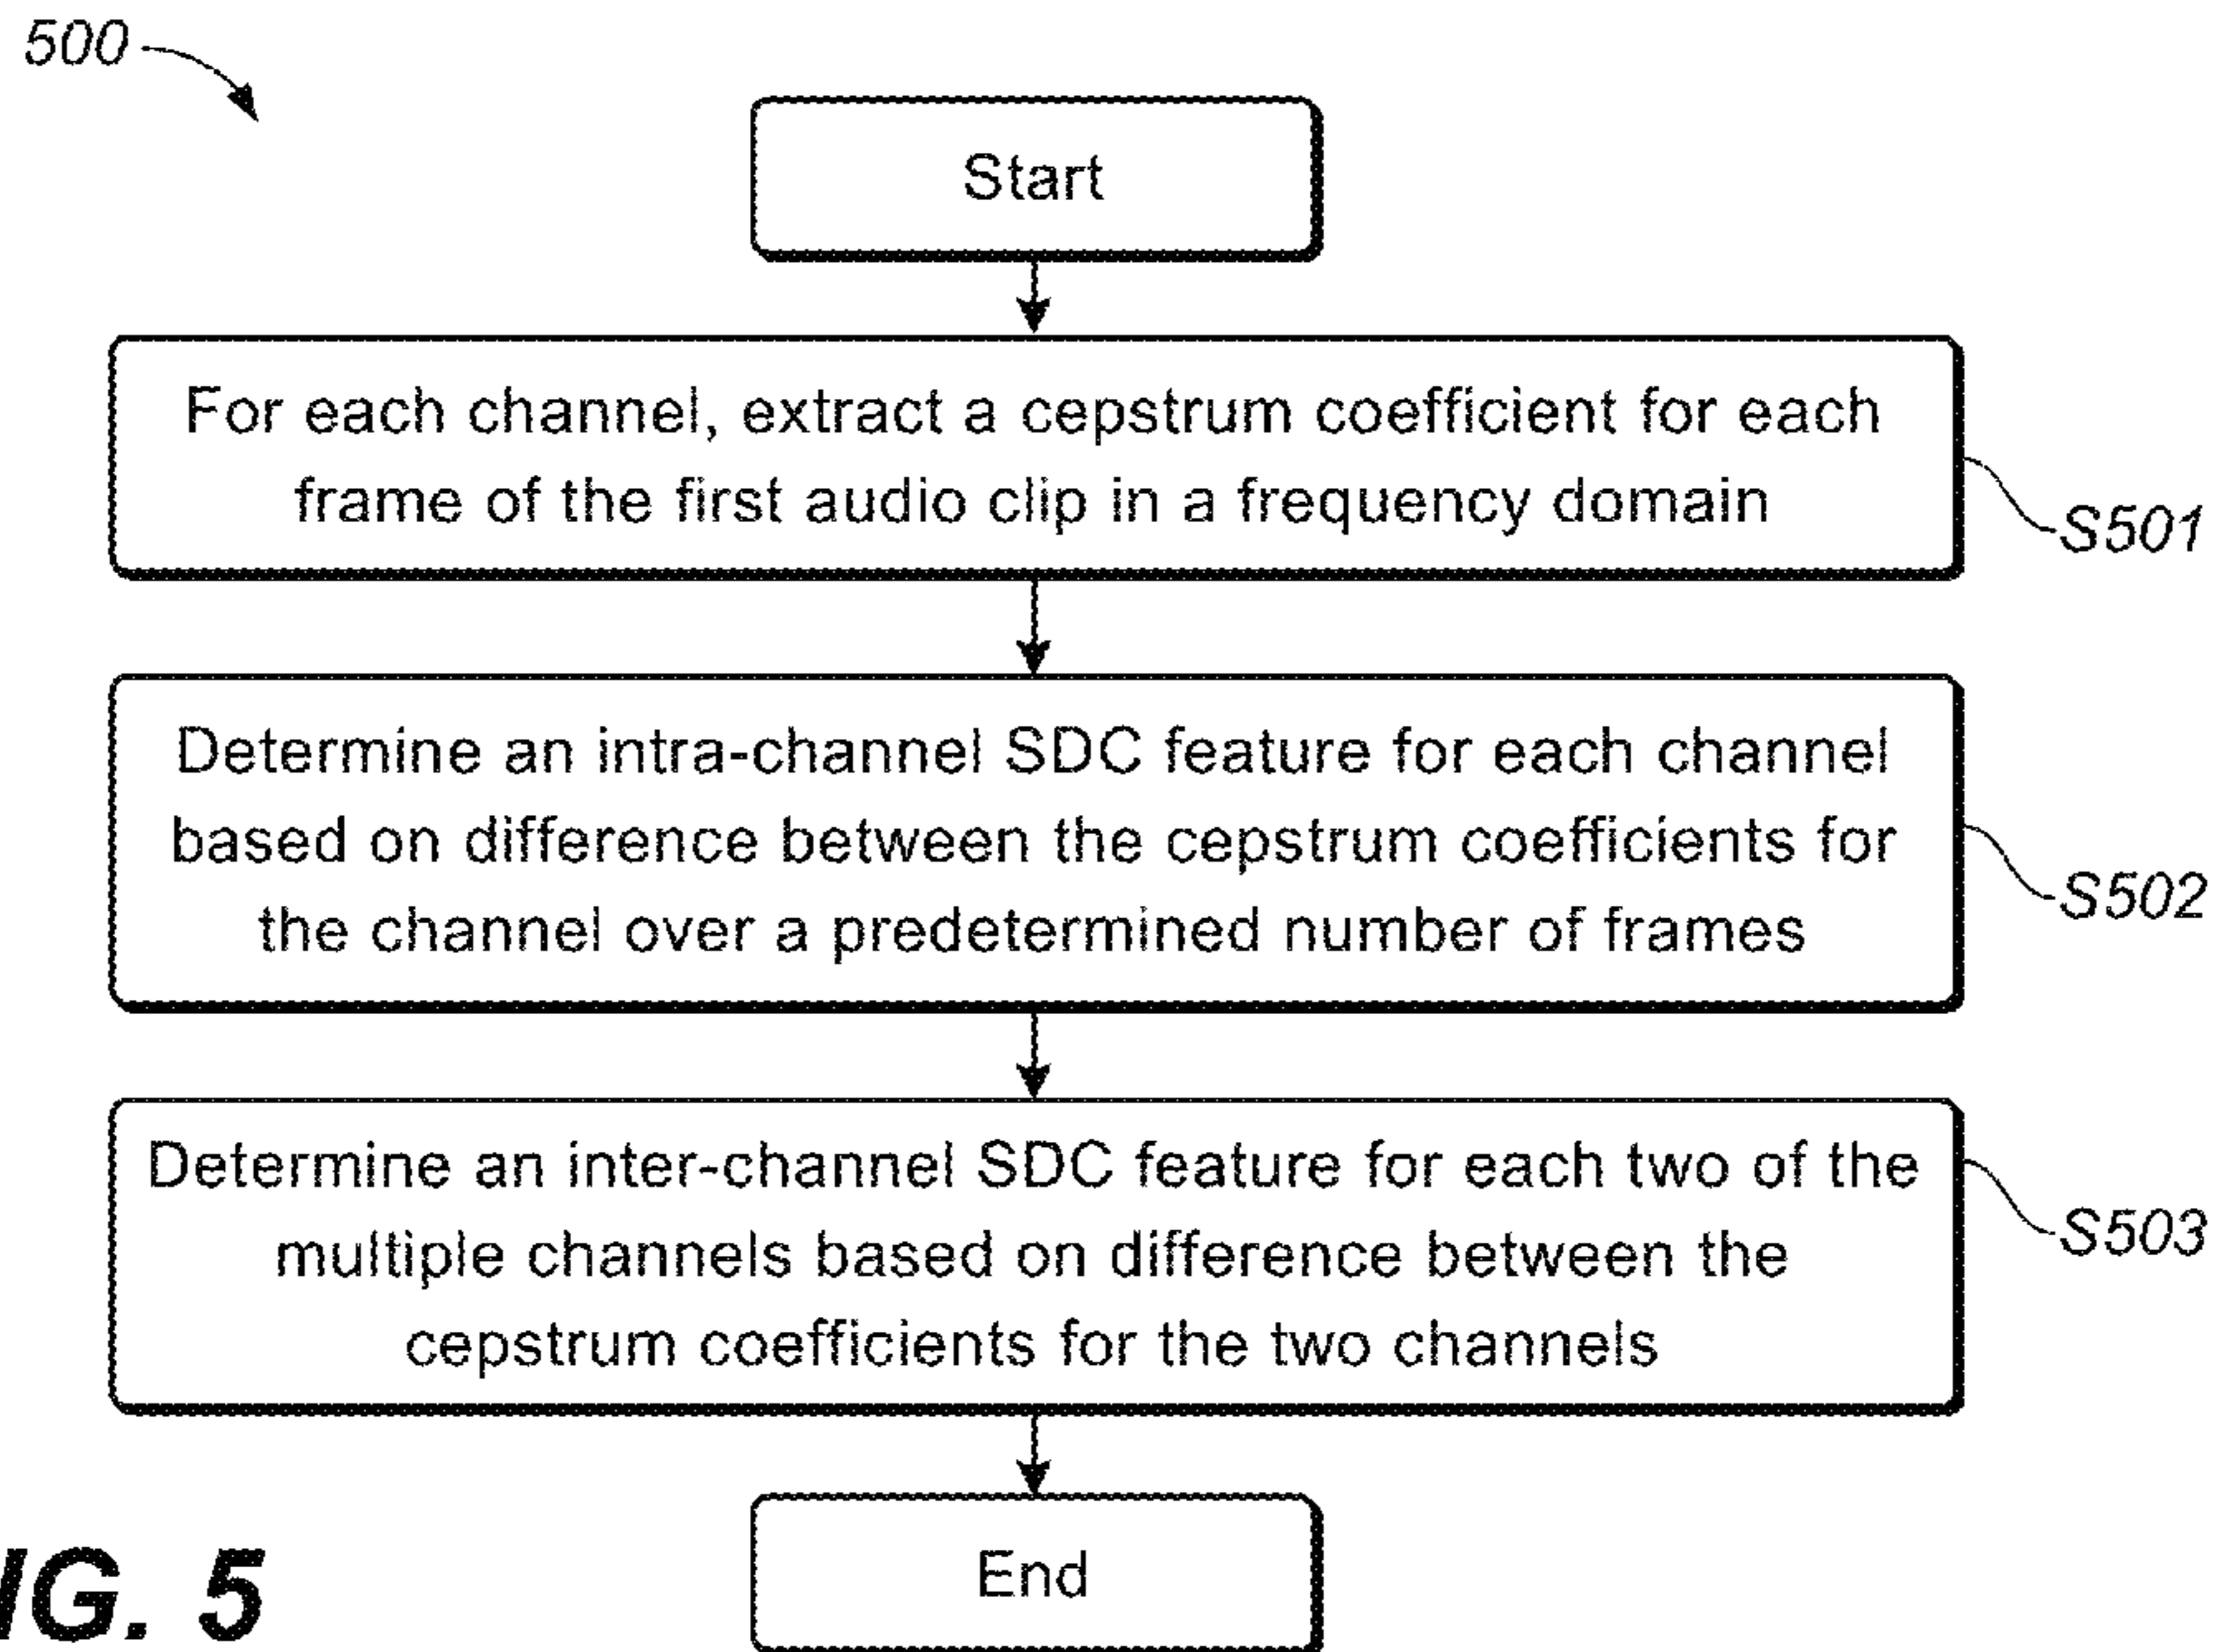 500
Start
For each channel, extract a cepstrum coefficient for each
frame of the first audio clip in a frequency domain
S501
Determine an intra-channel SDC feature for each channel
based on difference between the cepstrum coefficients for
the channel over a predetermined number of frames
S502
Determine an inter-channel SDC feature for each two of the
multiple channels based on difference between the
cepstrum coefficients for the two channels
S503
End
IG. 5